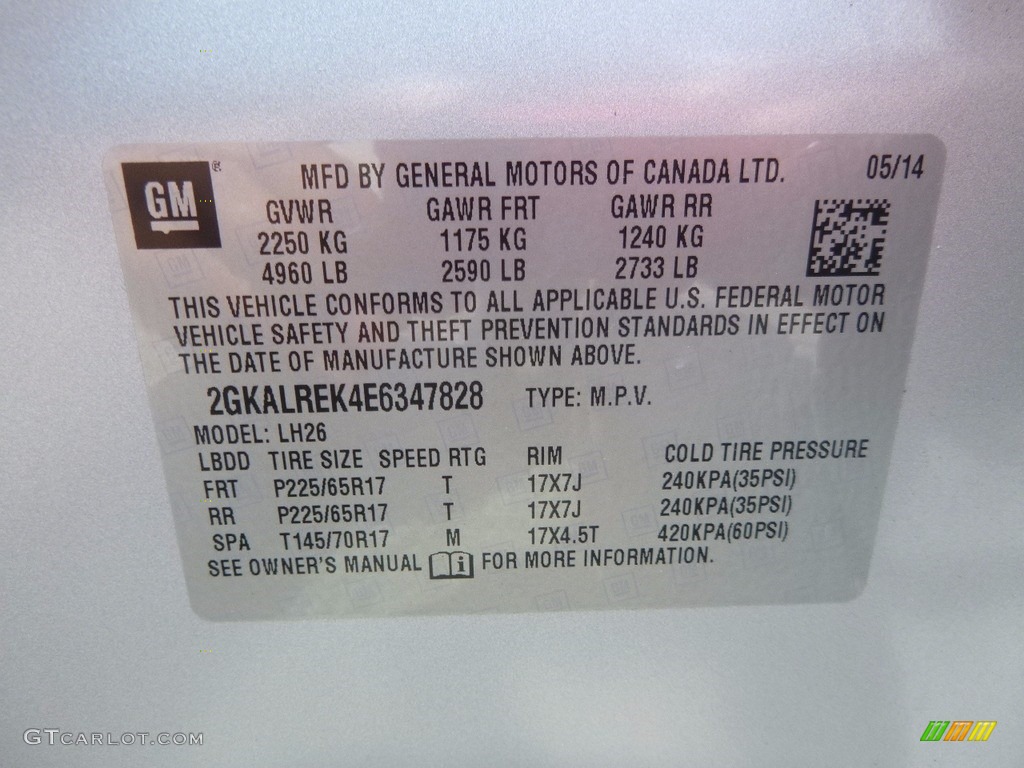 GM®
MFD BY GENERAL MOTORS OF CANADA LTD. 05/14
GVWR GAWR FRT GAWR RR
2250 KG 1175 KG 1240 KG
4960 LB 2590 LB 2733 LB
THIS VEHICLE CONFORMS TO ALL APPLICABLE U.S. FEDERAL MOTOR
VEHICLE SAFETY AND THEFT PREVENTION STANDARDS IN EFFECT ON
THE DATE OF MANUFACTURE SHOWN ABOVE.
2GKALREK4E6347828 TYPE: M.P.V.
MODEL: LH26
LBDD TIRE SIZE SPEED RTG RIM COLD TIRE PRESSURE
FRT P225/65R17 T 17X7J 240KPA(35PSI)
RR P225/65R17 T 17X7J 240KPA(35PSI)
SPA T145/70R17 M 17X4.5T 420KPA(60PSI)
SEE OWNER'S MANUAL i FOR MORE INFORMATION.
GTCARLOT.COM